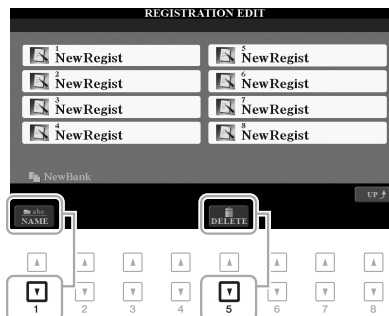 REGISTRATION EDIT
1 NewRegist
5 NewRegist
2 NewRegist
6 NewRegist
3 NewRegist
7 NewRegist
4 NewRegist
8 NewRegist
NewBank
UP
abc
NAME
DELETE
1 2 3 4 5 6 7 8